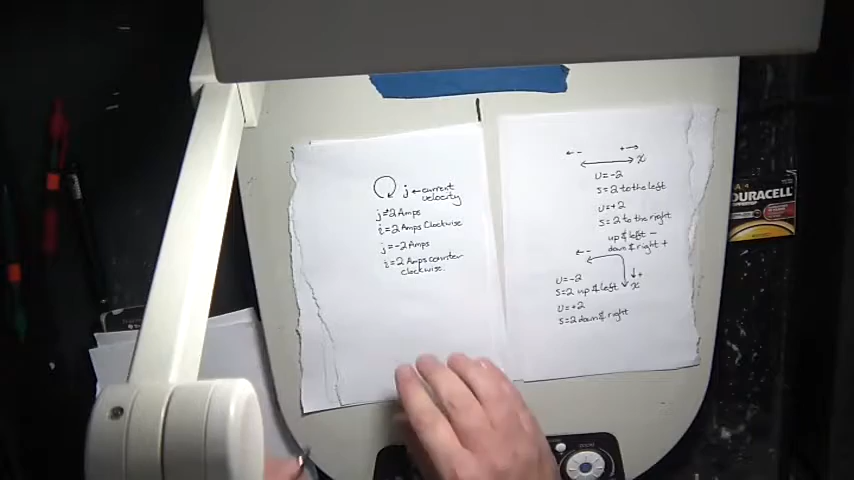 j ← current
velocity
j=2 Amps
i=2 Amps Clockwise
j=-2 Amps
i=2 Amps counter
clockwise.
←- +→
x
U=-2
S=2 to the left
U=+2
S=2 to the right
up & left -
down & right +
←-
↓+
x
U=-2
S=2 up & left
U=+2
S=2 down & right
DURACELL